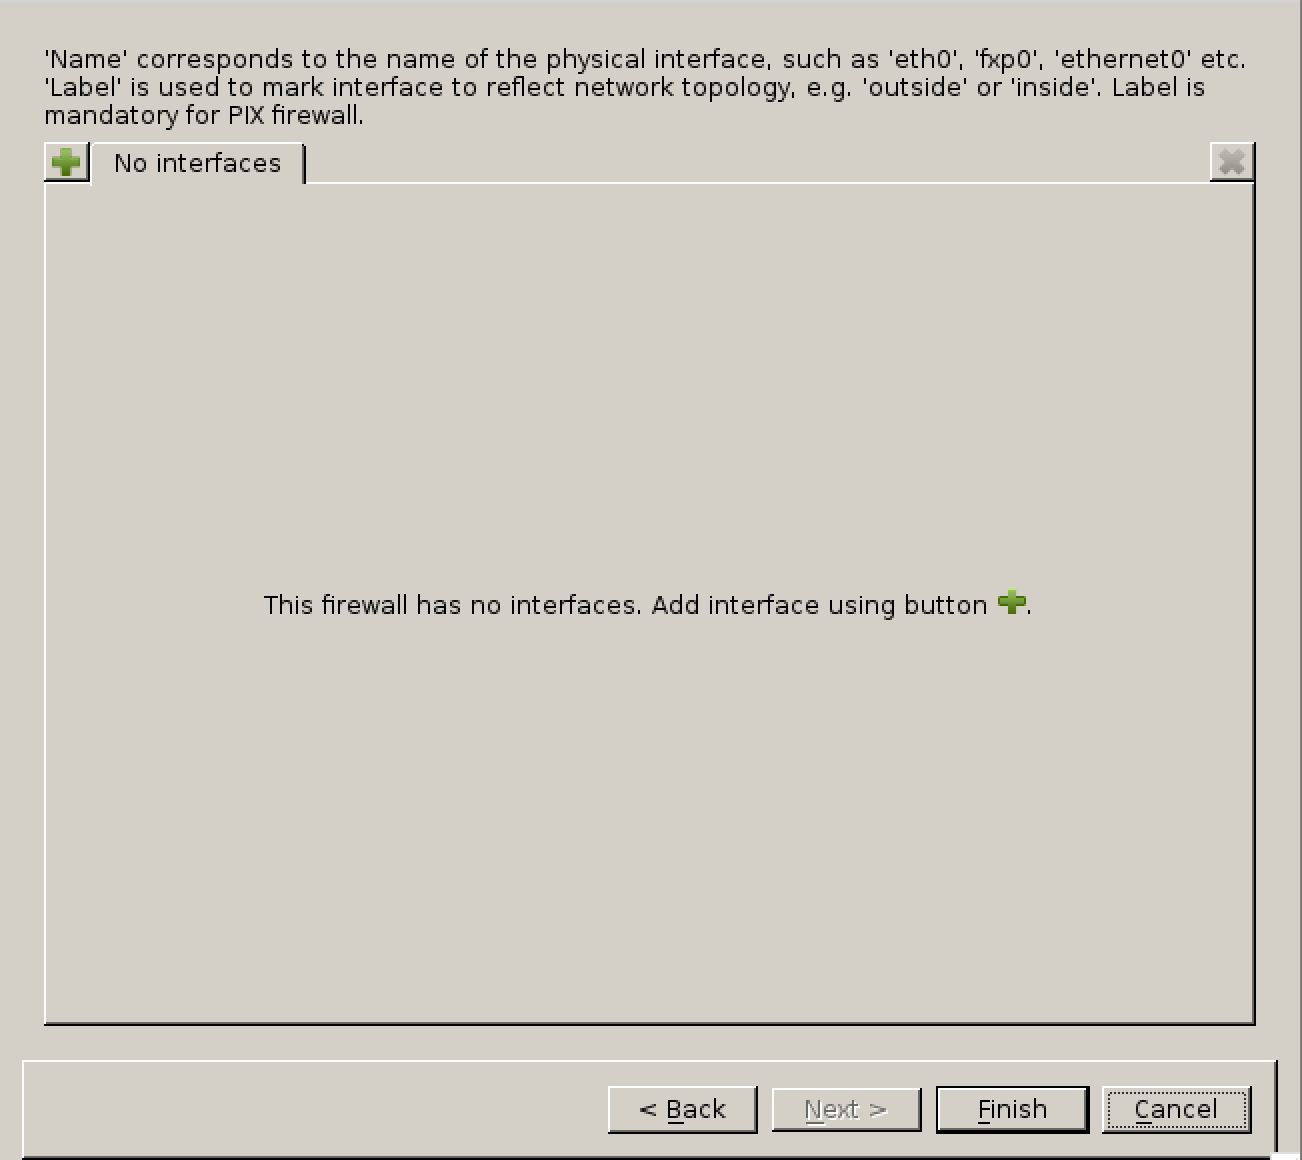 'Name' corresponds to the name of the physical interface, such as 'eth0', 'fxp0', 'ethernet0' etc.
'Label' is used to mark interface to reflect network topology, e.g. 'outside' or 'inside'. Label is
mandatory for PIX firewall.
No interfaces
This firewall has no interfaces. Add interface using button .
< Back
Next >
Finish
Cancel